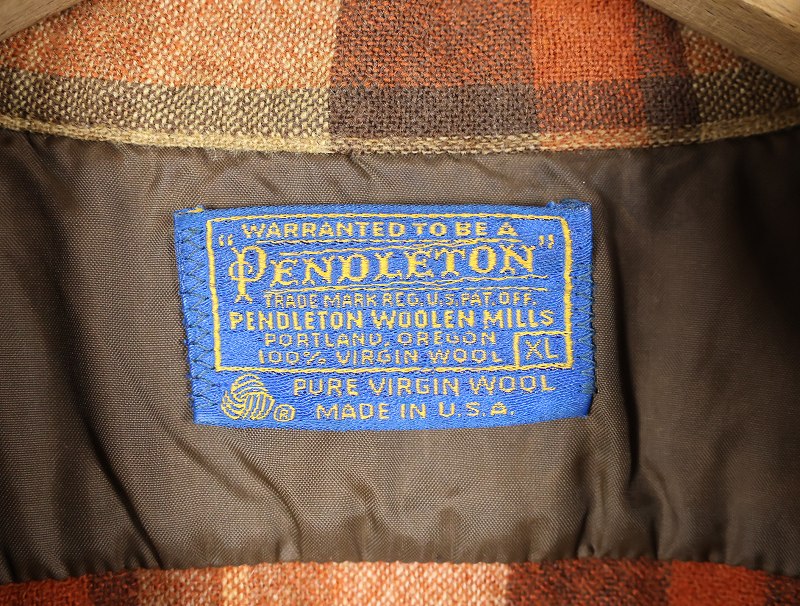 WARRANTED TO BE A
"PENDLETON"
TRADE MARK REG. U.S. PAT. OFF.
PENDLETON WOOLEN MILLS
PORTLAND, OREGON
100% VIRGIN WOOL XL
PURE VIRGIN WOOL
® MADE IN U.S.A.